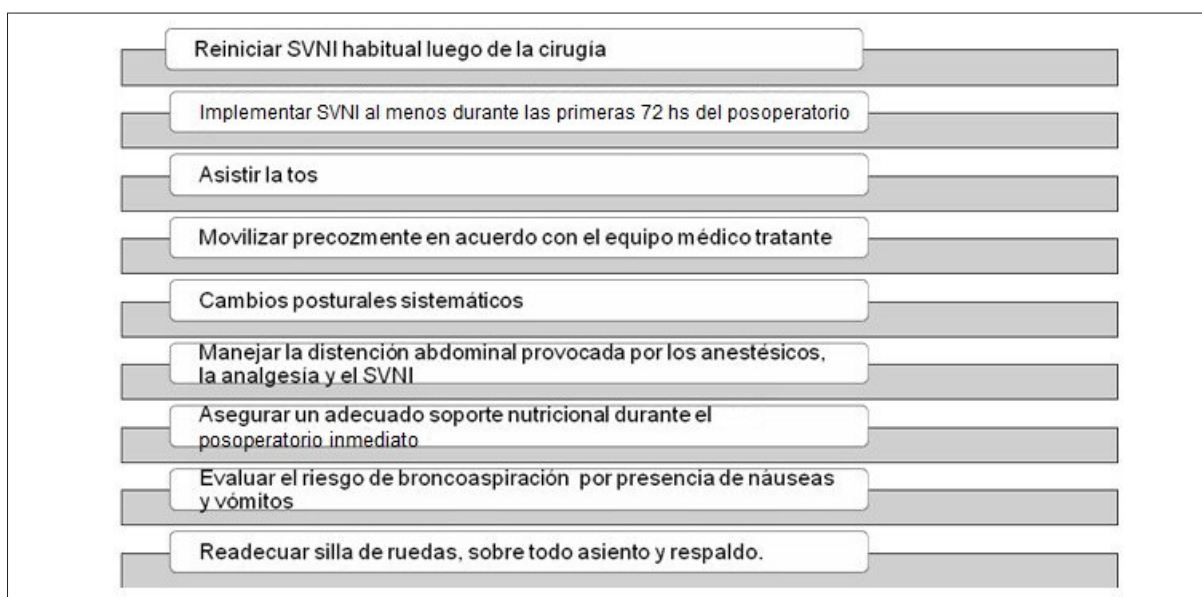 Reiniciar SVNI habitual luego de la cirugía
Implementar SVNI al menos durante las primeras 72 hs del posoperatorio
Asistir la tos
Movilizar precozmente en acuerdo con el equipo médico tratante
Cambios posturales sistemáticos
Manejar la distención abdominal provocada por los anestésicos,
la analgesia y el SVNI
Asegurar un adecuado soporte nutricional durante el
posoperatorio inmediato
Evaluar el riesgo de broncoaspiración por presencia de náuseas
y vómitos
Readecuar silla de ruedas, sobre todo asiento y respaldo.